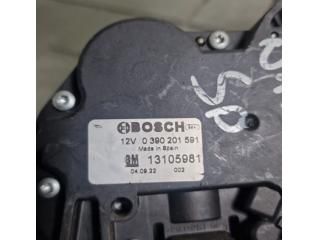 BOSCH
12V 0 390 201 591
Made in Spain
GM 13105981
04.09.22 002